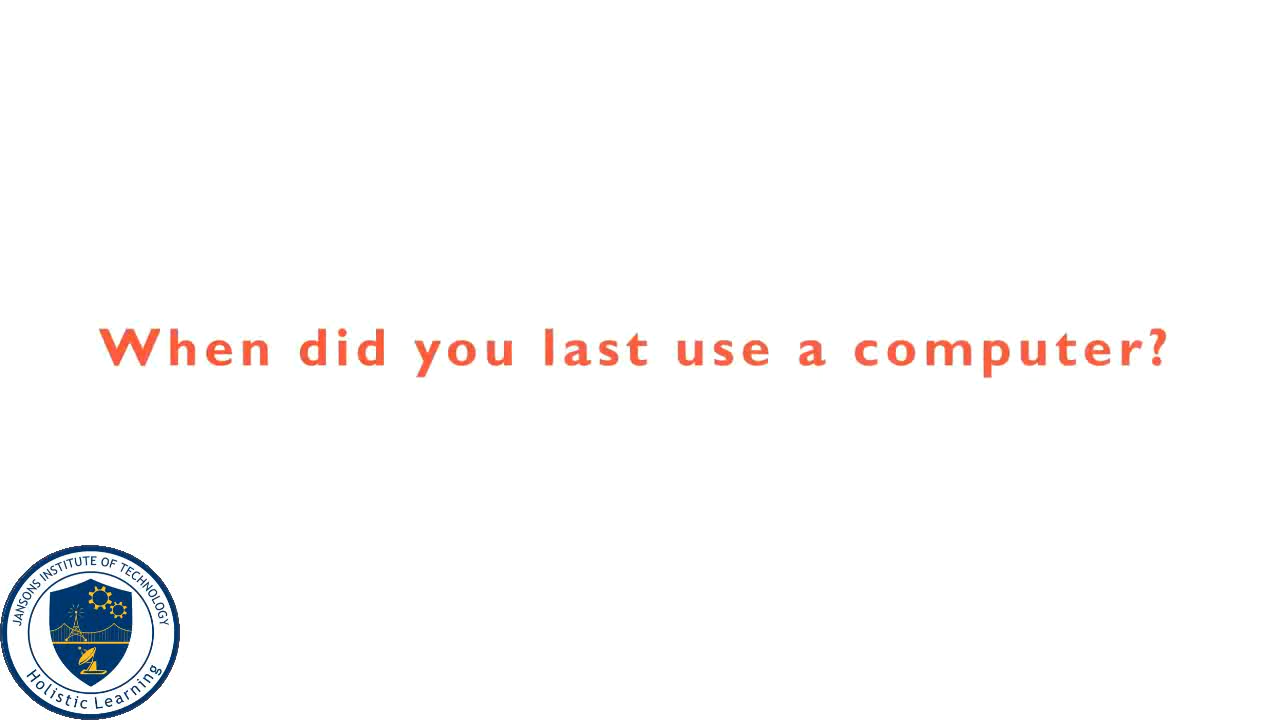 When did you last use a computer?
JANSONS INSTITUTE OF TECHNOLOGY
Holistic Learning